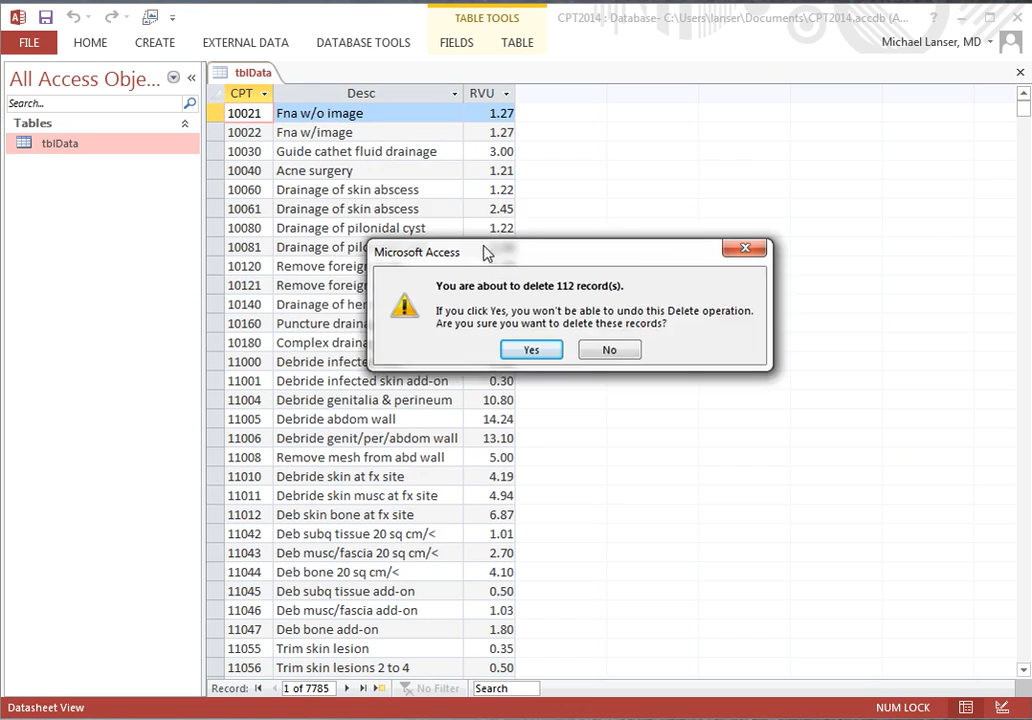 TABLE TOOLS
CPT2014 : Database- C:\Users\lanser\Documents\CPT2014.accdb (A...
?
FILE HOME CREATE EXTERNAL DATA DATABASE TOOLS FIELDS TABLE
Michael Lanser, MD
All Access Obje... «
Search...
Tables
tblData
tblData
CPT Desc RVU
10021 Fna w/o image 1.27
10022 Fna w/image 1.27
10030 Guide cathet fluid drainage 3.00
10040 Acne surgery 1.21
10060 Drainage of skin abscess 1.22
10061 Drainage of skin abscess 2.45
10080 Drainage of pilonidal cyst 1.22
10081 Drainage of pil
10120 Remove foreig
10121 Remove foreig
10140 Drainage of he
10160 Puncture drain
10180 Complex drain
11000 Debride infect
11001 Debride infected skin add-on 0.30
11004 Debride genitalia & perineum 10.80
11005 Debride abdom wall 14.24
11006 Debride genit/per/abdom wall 13.10
11008 Remove mesh from abd wall 5.00
11010 Debride skin at fx site 4.19
11011 Debride skin musc at fx site 4.94
11012 Deb skin bone at fx site 6.87
11042 Deb subq tissue 20 sq cm/< 1.01
11043 Deb musc/fascia 20 sq cm/< 2.70
11044 Deb bone 20 sq cm/< 4.10
11045 Deb subq tissue add-on 0.50
11046 Deb musc/fascia add-on 1.03
11047 Deb bone add-on 1.80
11055 Trim skin lesion 0.35
11056 Trim skin lesions 2 to 4 0.50
Microsoft Access
You are about to delete 112 record(s).
If you click Yes, you won't be able to undo this Delete operation.
Are you sure you want to delete these records?
Yes No
Record: 1 of 7785 No Filter Search
Datasheet View NUM LOCK